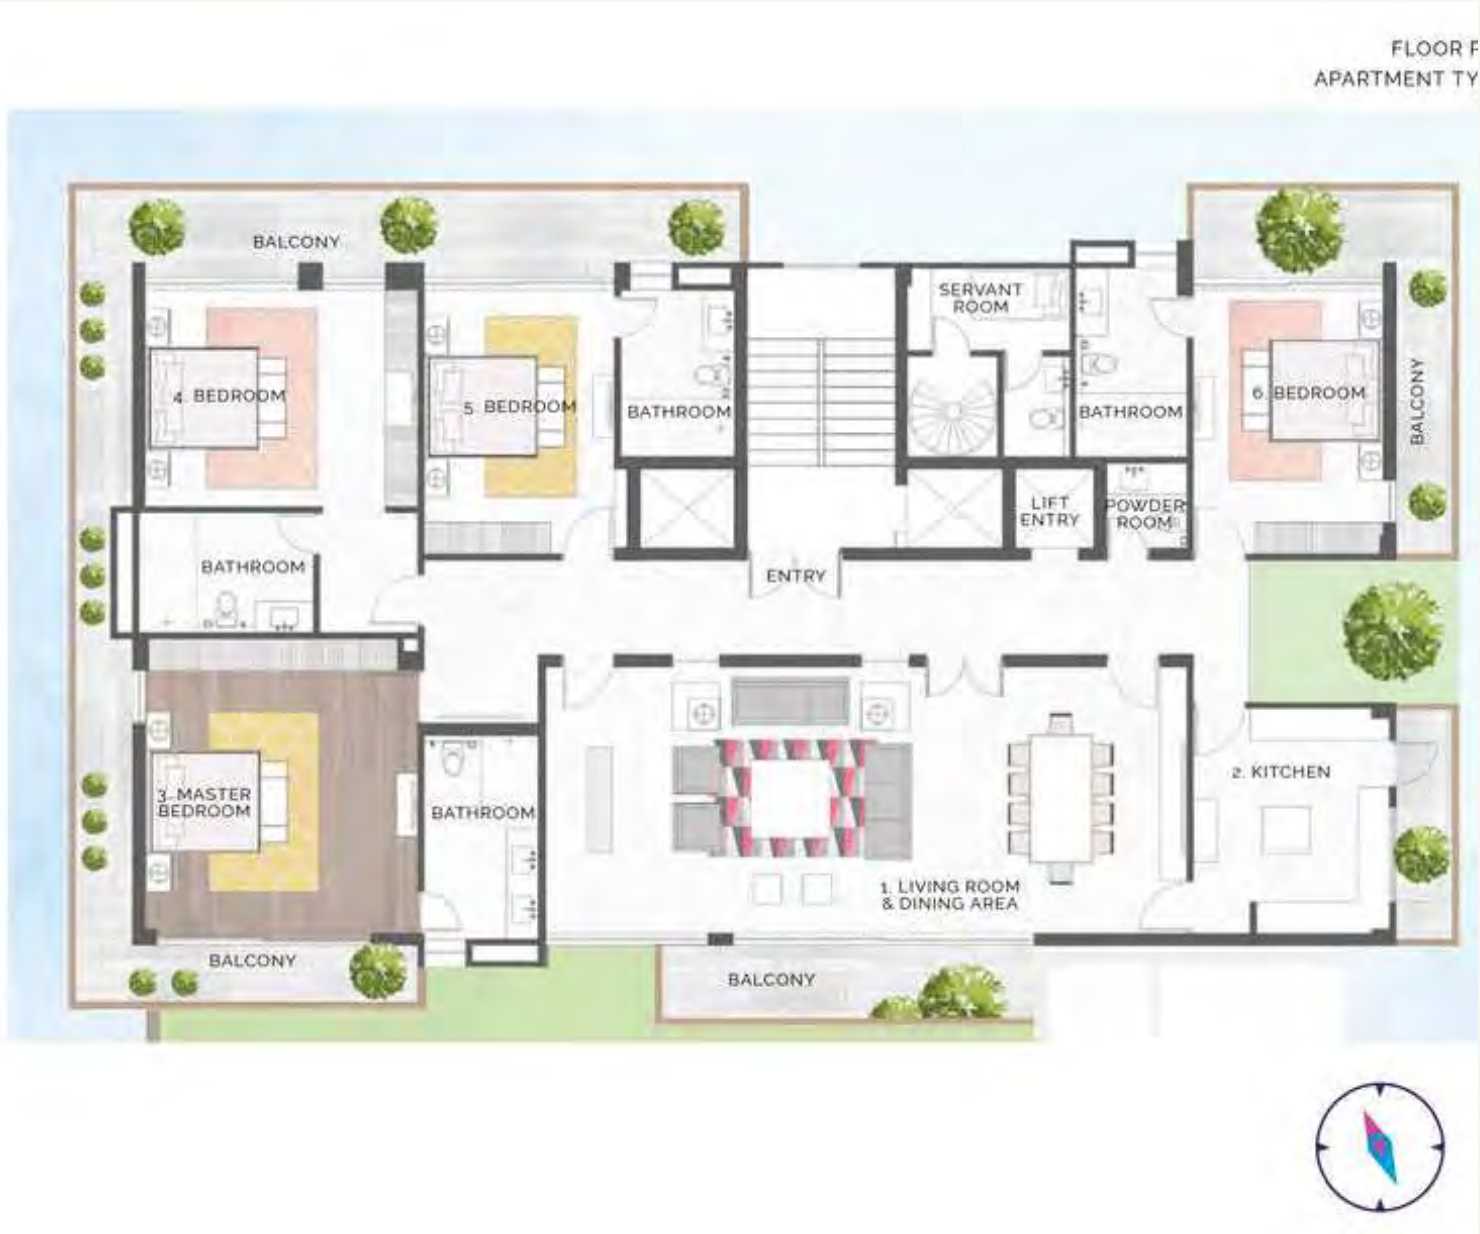 FLOOR
APARTMENT TY
BALCONY
SERVANT
ROOM
4. BEDROOM
5. BEDROOM
BATHROOM
BATHROOM
6. BEDROOM
BALCONY
LIFT
ENTRY
POWDER
ROOM
BATHROOM
ENTRY
3. MASTER
BEDROOM
BATHROOM
2. KITCHEN
1. LIVING ROOM
& DINING AREA
BALCONY
BALCONY